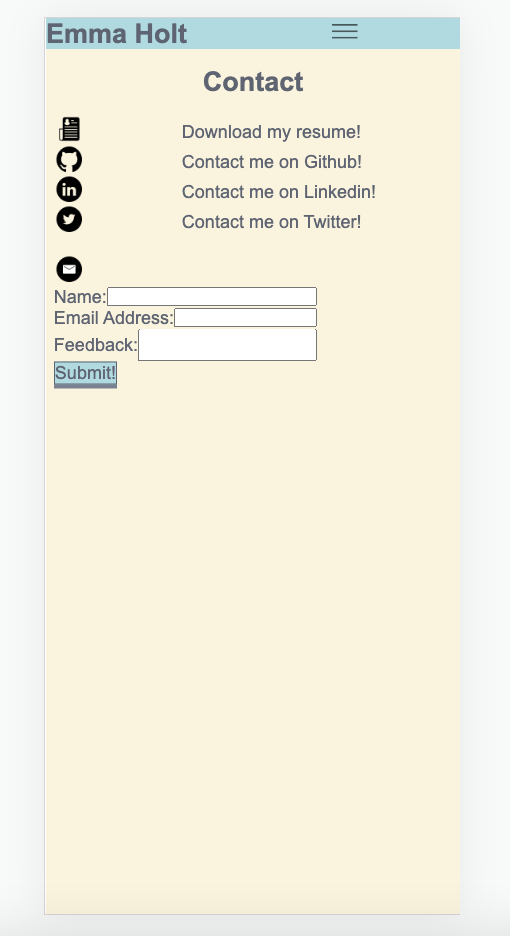 Emma Holt
Contact
Download my resume!
Contact me on Github!
in Contact me on Linkedin!
Contact me on Twitter!
Name:
Email Address:
Feedback:
Submit!